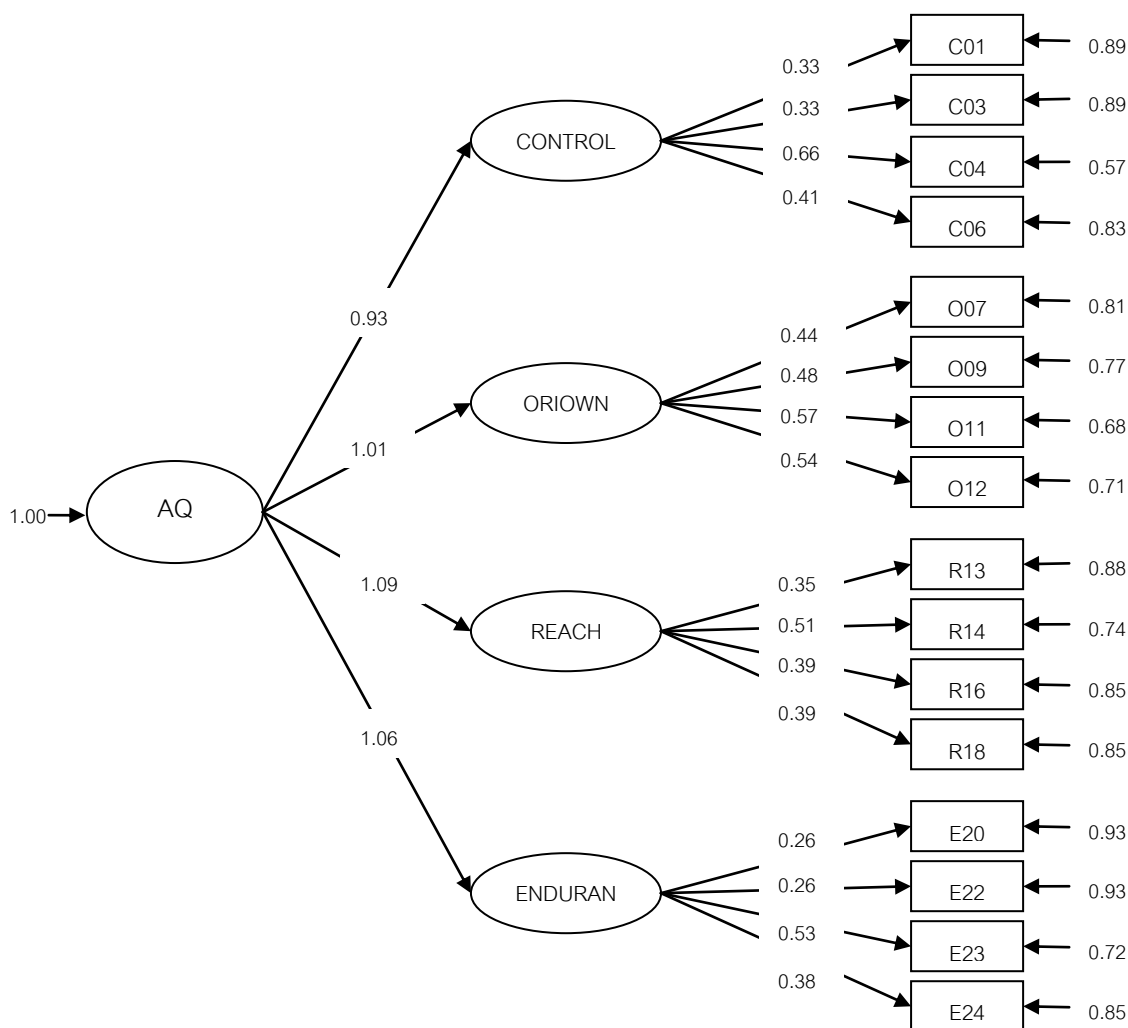 C01
0.89
0.33
C03
0.89
0.33
CONTROL
0.66
C04
0.57
0.41
C06
0.83
0.93
O07
0.81
0.44
O09
0.77
0.48
ORIOWN
0.57
O11
0.68
0.54
O12
0.71
1.01
AQ
1.00
R13
0.88
0.35
1.09
0.51
R14
0.74
REACH
0.39
R16
0.85
0.39
R18
0.85
1.06
E20
0.93
0.26
0.26
E22
0.93
ENDURAN
0.53
E23
0.72
0.38
E24
0.85